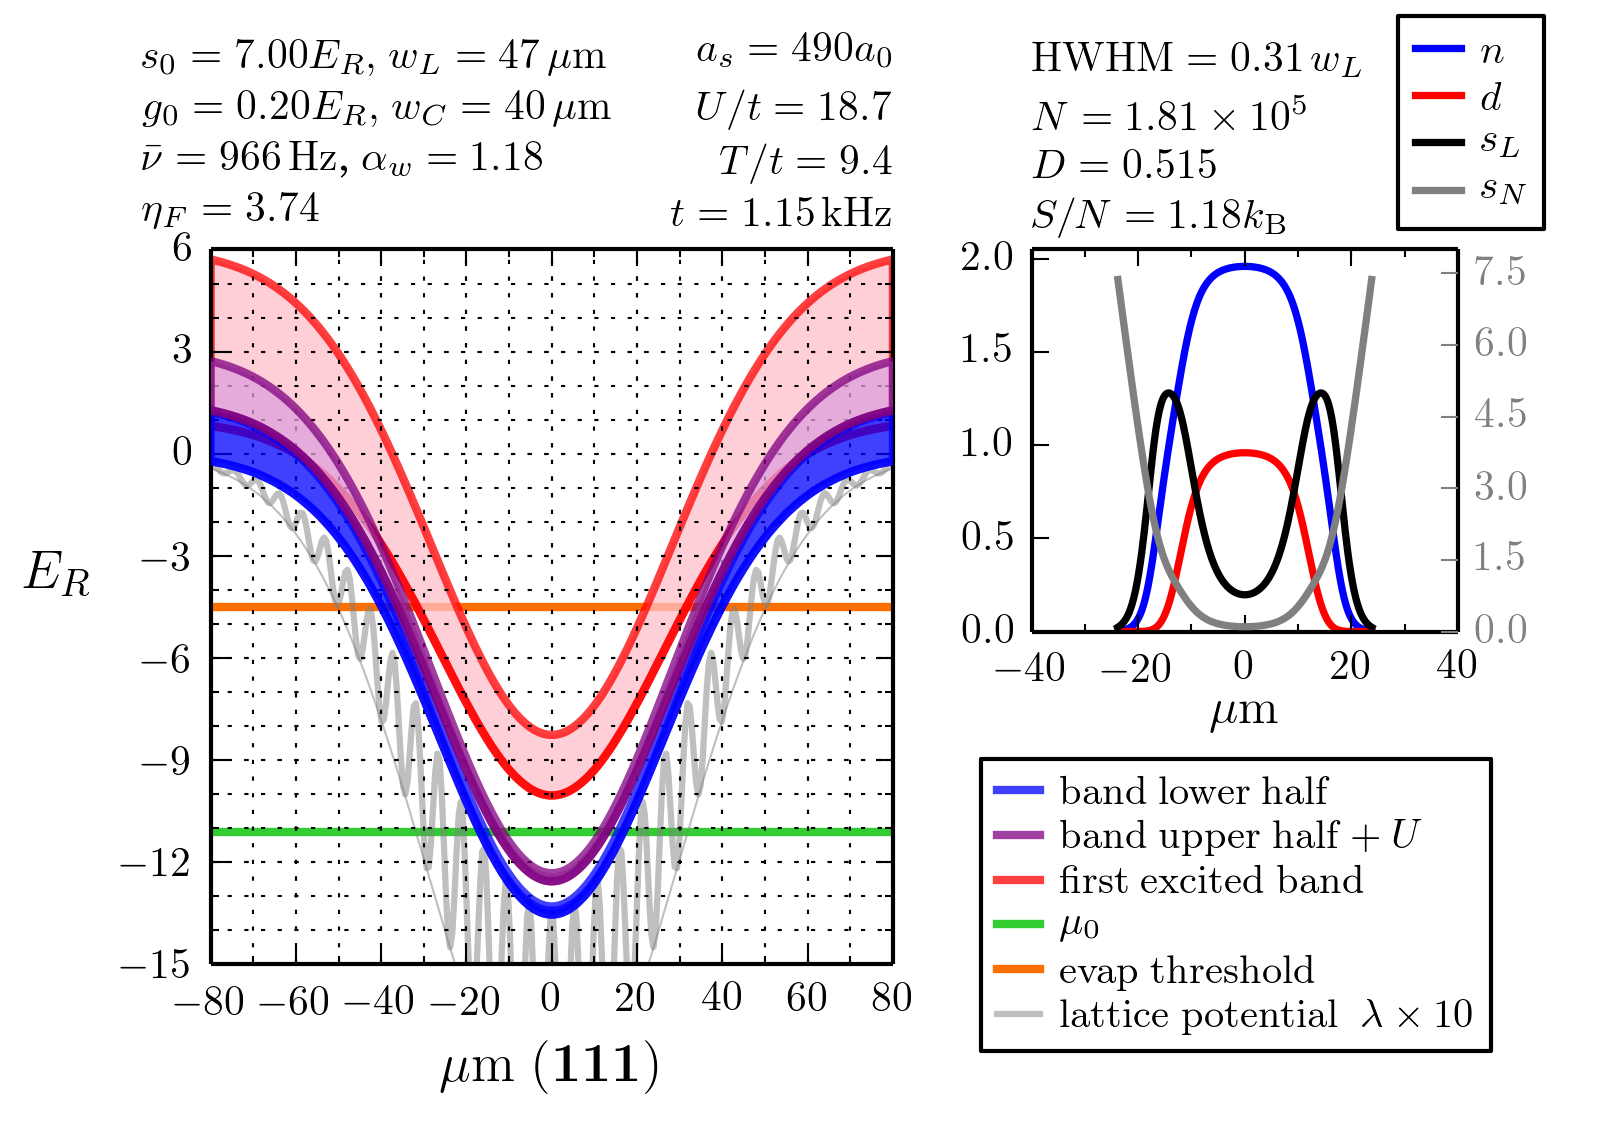 s₀ = 7.00E_R, w_L = 47 μm
g₀ = 0.20E_R, w_C = 40 μm
ν̄ = 966 Hz, α_w = 1.18
η_F = 3.74
a_s = 490a₀
U/t = 18.7
T/t = 9.4
t = 1.15 kHz
HWHM = 0.31 w_L
N = 1.81 × 10⁵
D = 0.515
S/N = 1.18k_B
n
d
s_L
s_N
E_R
6
3
0
−3
−6
−9
−12
−15
−80 −60 −40 −20 0 20 40 60 80
μm (111)
2.0
1.5
1.0
0.5
0.0
7.5
6.0
4.5
3.0
1.5
0.0
−40 −20 0 20 40
μm
band lower half
band upper half + U
first excited band
μ₀
evap threshold
lattice potential λ × 10